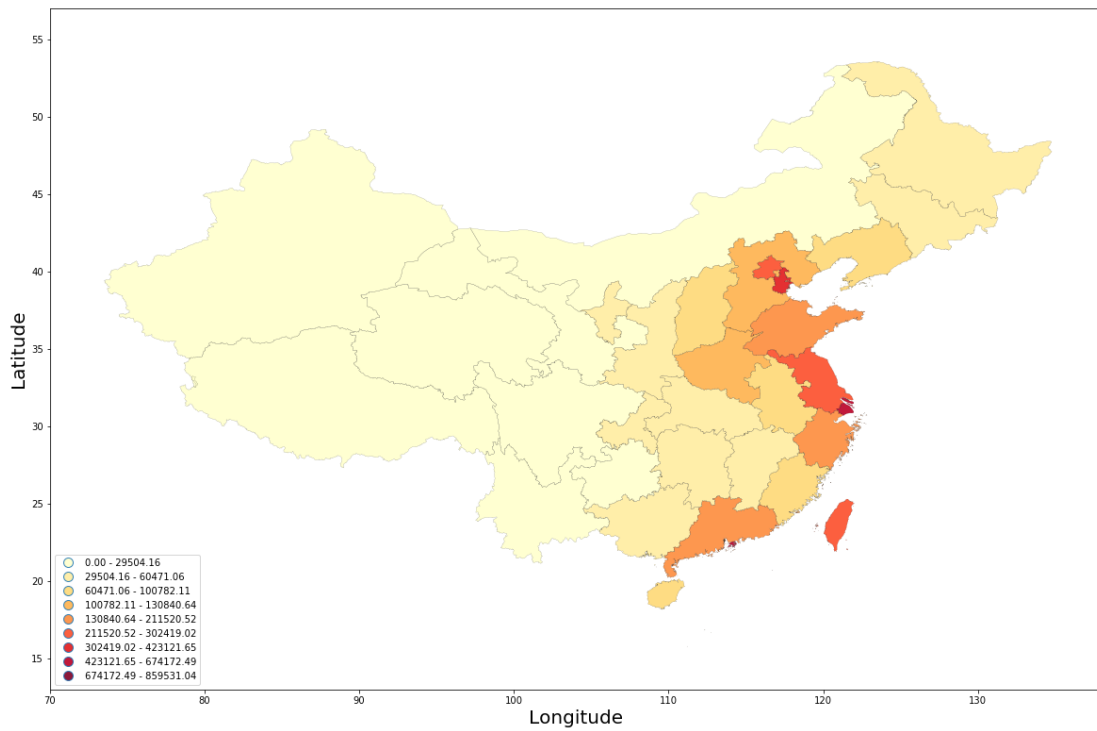 55
50
45
40
35
30
25
20
15
Latitude
0.00 - 29504.16
29504.16 - 60471.06
60471.06 - 100782.11
100782.11 - 130840.64
130840.64 - 211520.52
211520.52 - 302419.02
302419.02 - 423121.65
423121.65 - 674172.49
674172.49 - 859531.04
70 80 90 100 110 120 130
Longitude